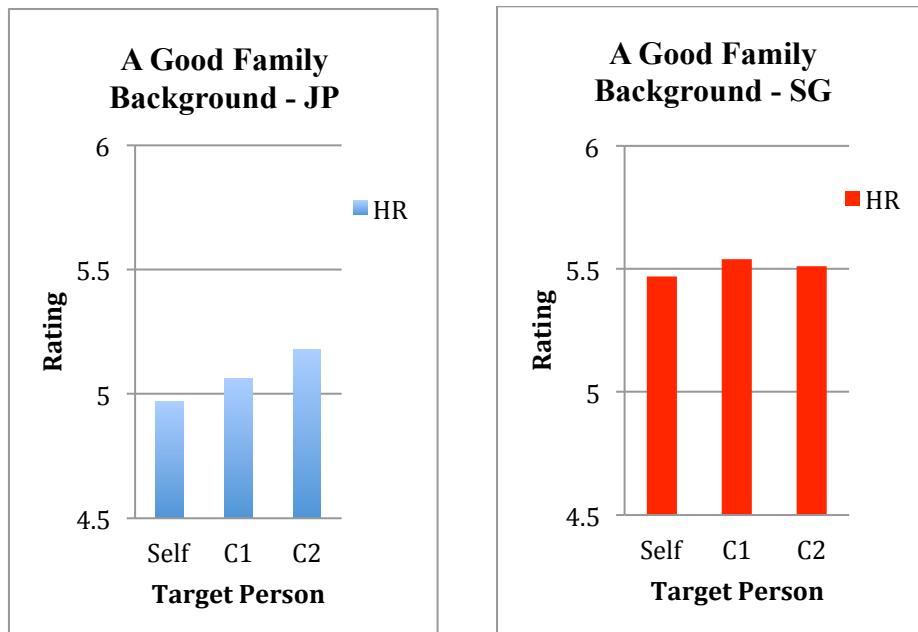 A Good Family
Background - JP
6
5.5
5
4.5
Rating
HR
Self C1 C2
Target Person
A Good Family
Background - SG
6
5.5
5
4.5
Rating
HR
Self C1 C2
Target Person